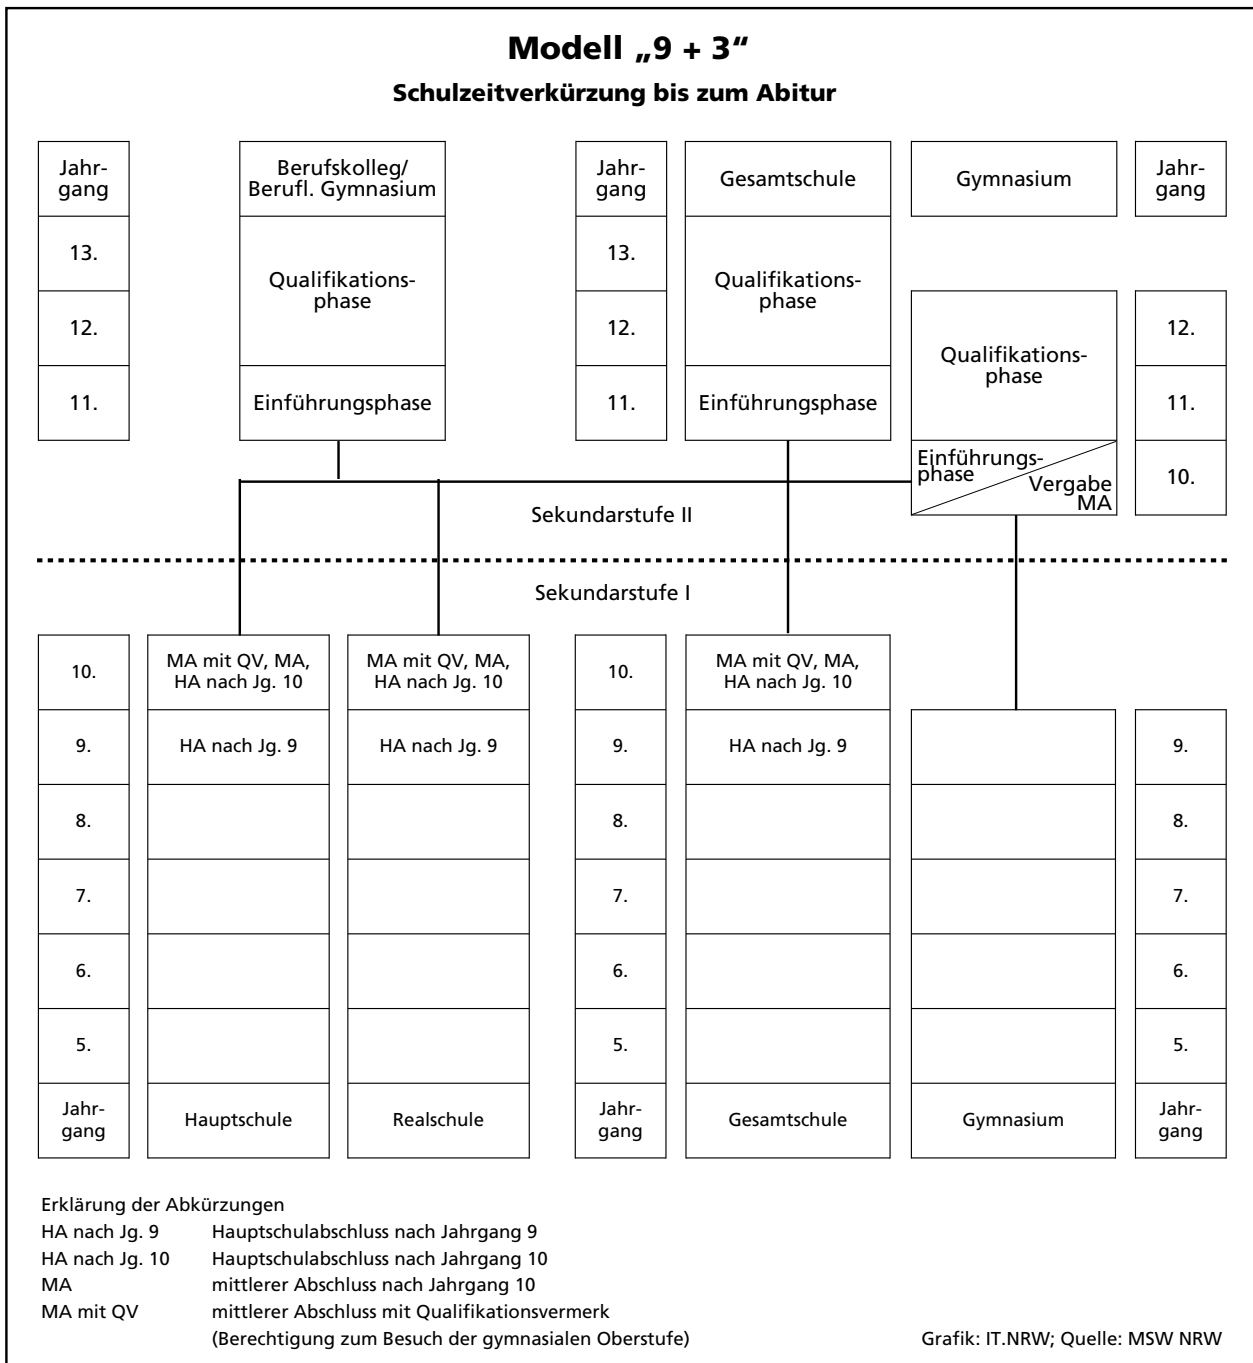 Modell „9 + 3“
Schulzeitverkürzung bis zum Abitur
Jahr-
gang
Berufskolleg/
Berufl. Gymnasium
Jahr-
gang
Gesamtschule
Gymnasium
Jahr-
gang
13.
Qualifikations-
phase
13.
Qualifikations-
phase
12.
12.
Qualifikations-
phase
12.
11.
Einführungsphase
11.
Einführungsphase
11.
Einführungs-
phase
Vergabe
MA
10.
Sekundarstufe II
Sekundarstufe I
10.
MA mit QV, MA,
HA nach Jg. 10
MA mit QV, MA,
HA nach Jg. 10
10.
MA mit QV, MA,
HA nach Jg. 10
9.
HA nach Jg. 9
HA nach Jg. 9
9.
HA nach Jg. 9
9.
8.
8.
8.
7.
7.
7.
6.
6.
6.
5.
5.
5.
Jahr-
gang
Hauptschule
Realschule
Jahr-
gang
Gesamtschule
Gymnasium
Jahr-
gang
Erklärung der Abkürzungen
HA nach Jg. 9 Hauptschulabschluss nach Jahrgang 9
HA nach Jg. 10 Hauptschulabschluss nach Jahrgang 10
MA mittlerer Abschluss nach Jahrgang 10
MA mit QV mittlerer Abschluss mit Qualifikationsvermerk
(Berechtigung zum Besuch der gymnasialen Oberstufe)
Grafik: IT.NRW; Quelle: MSW NRW